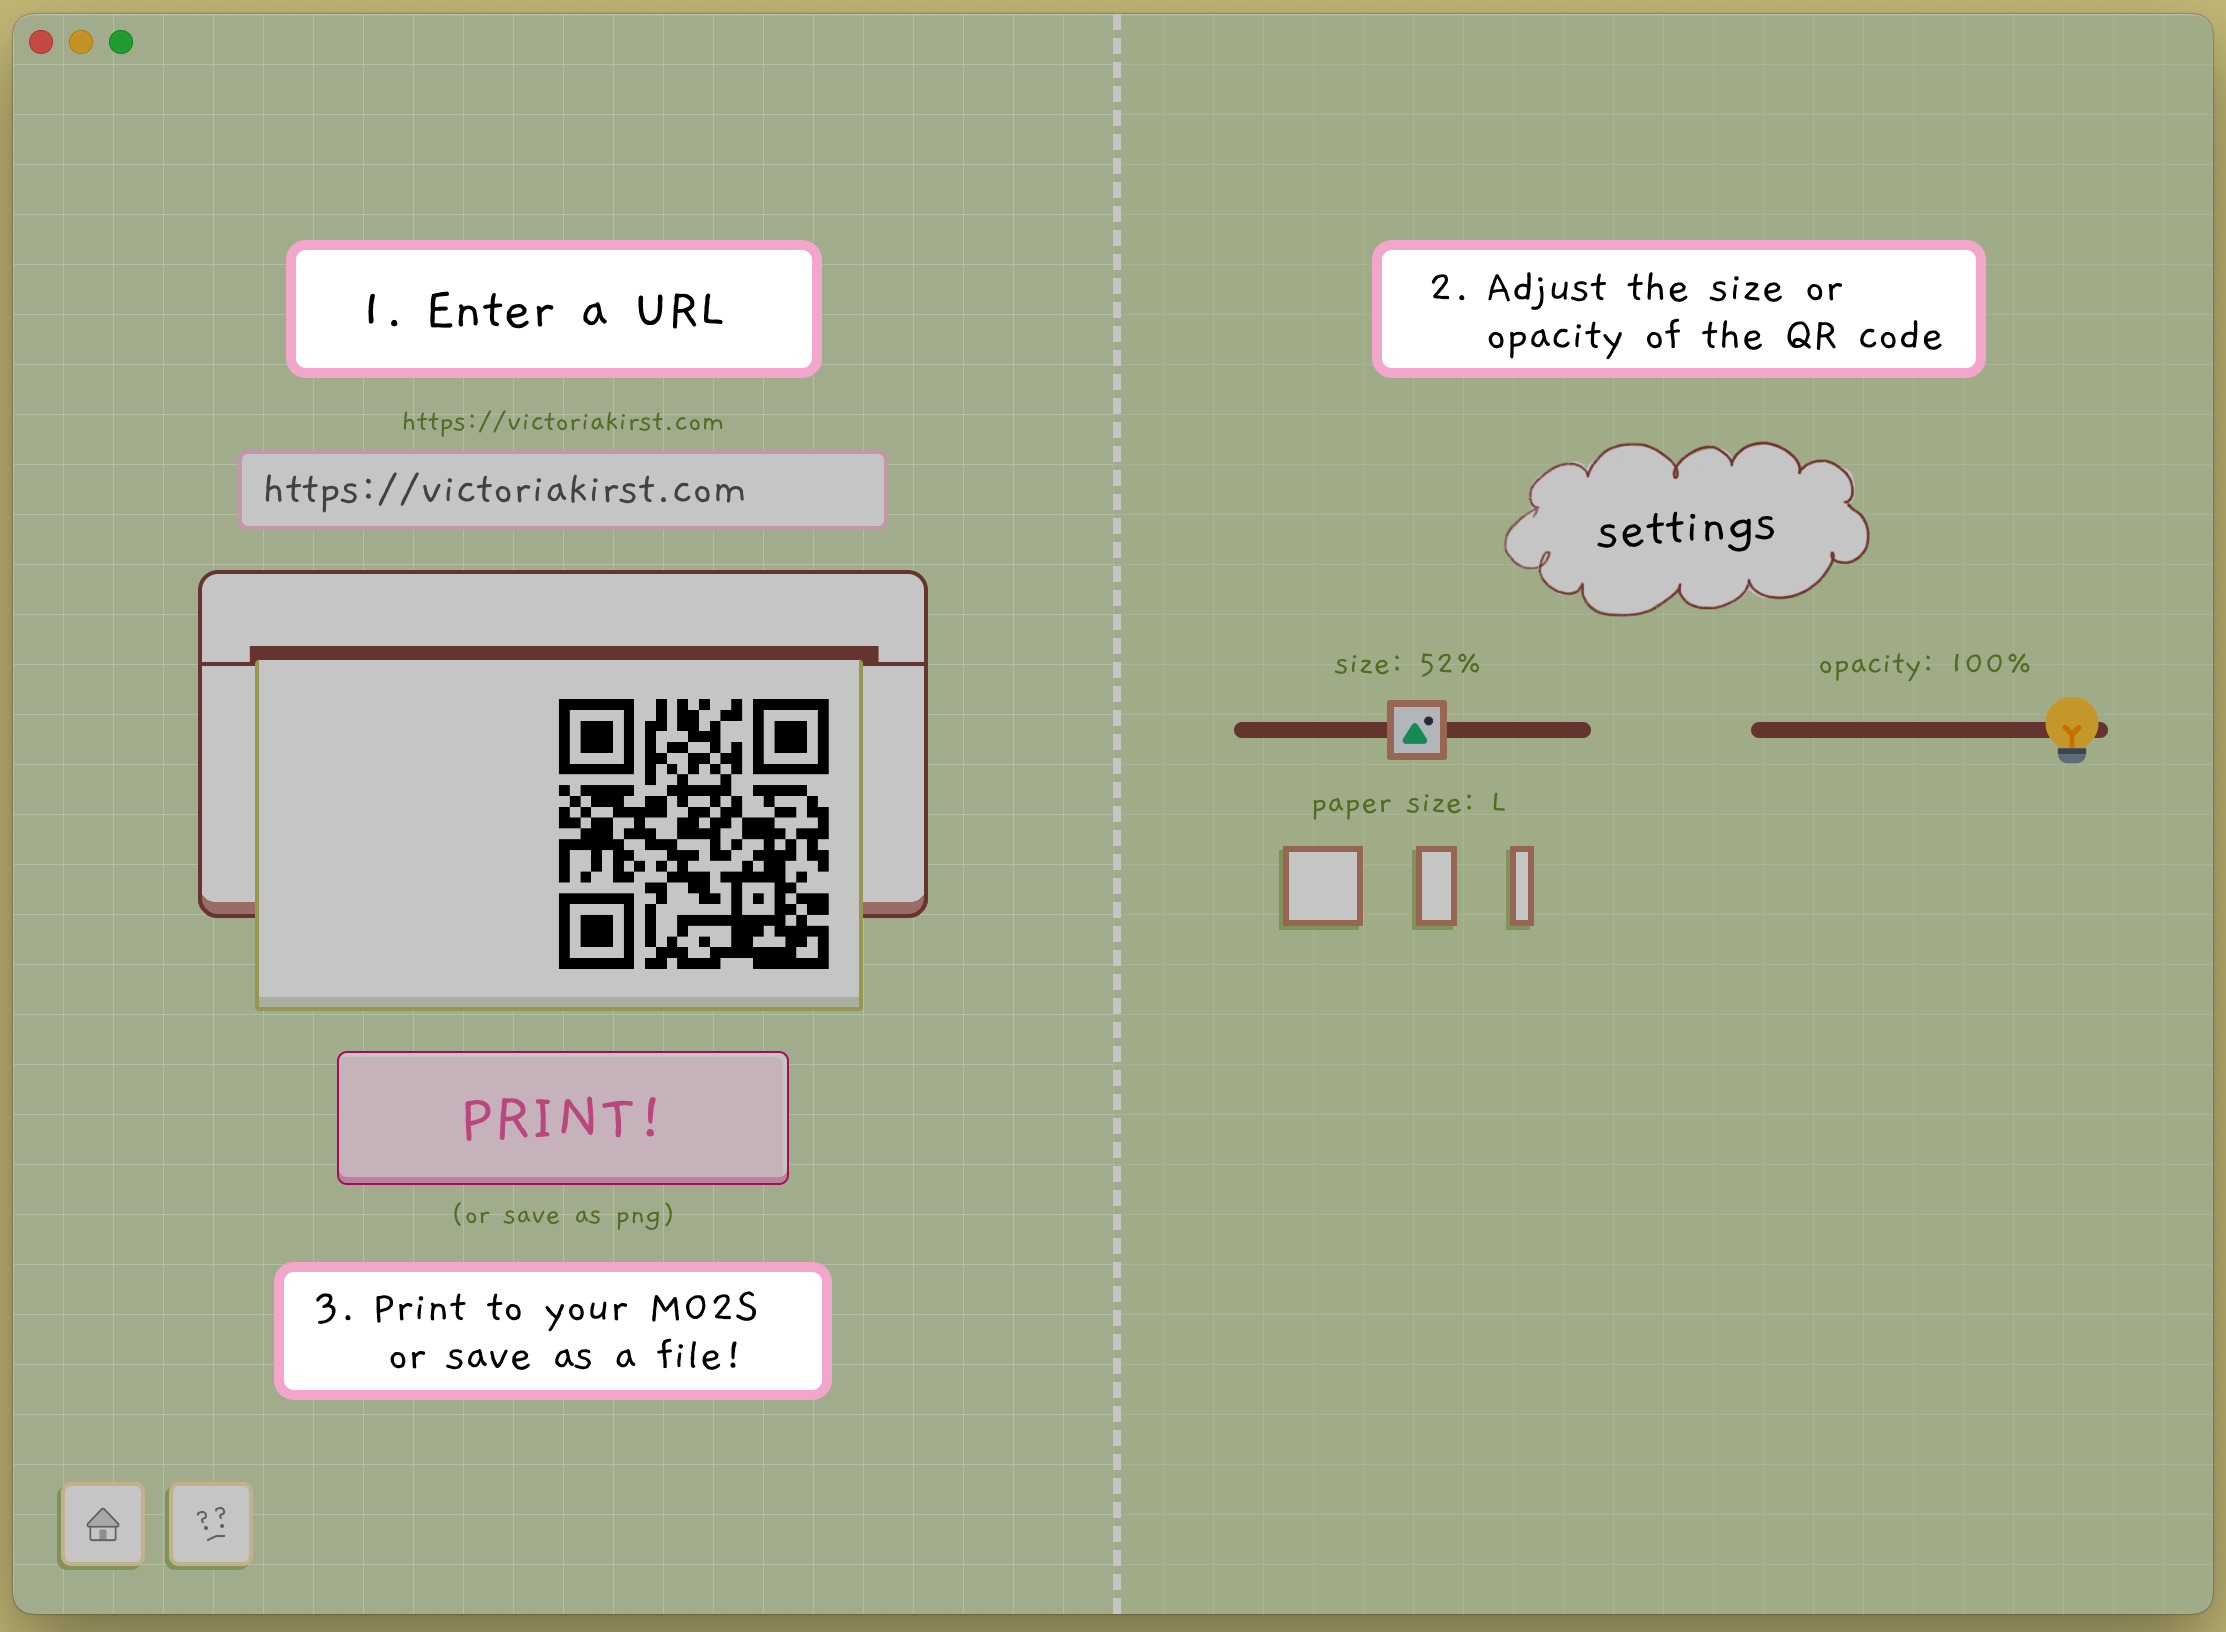 1. Enter a URL
https://victoriakirst.com
https://victoriakirst.com
PRINT!
(or save as png)
3. Print to your M02S
or save as a file!
??
2. Adjust the size or
opacity of the QR code
settings
size: 52%
opacity: 100%
paper size: L